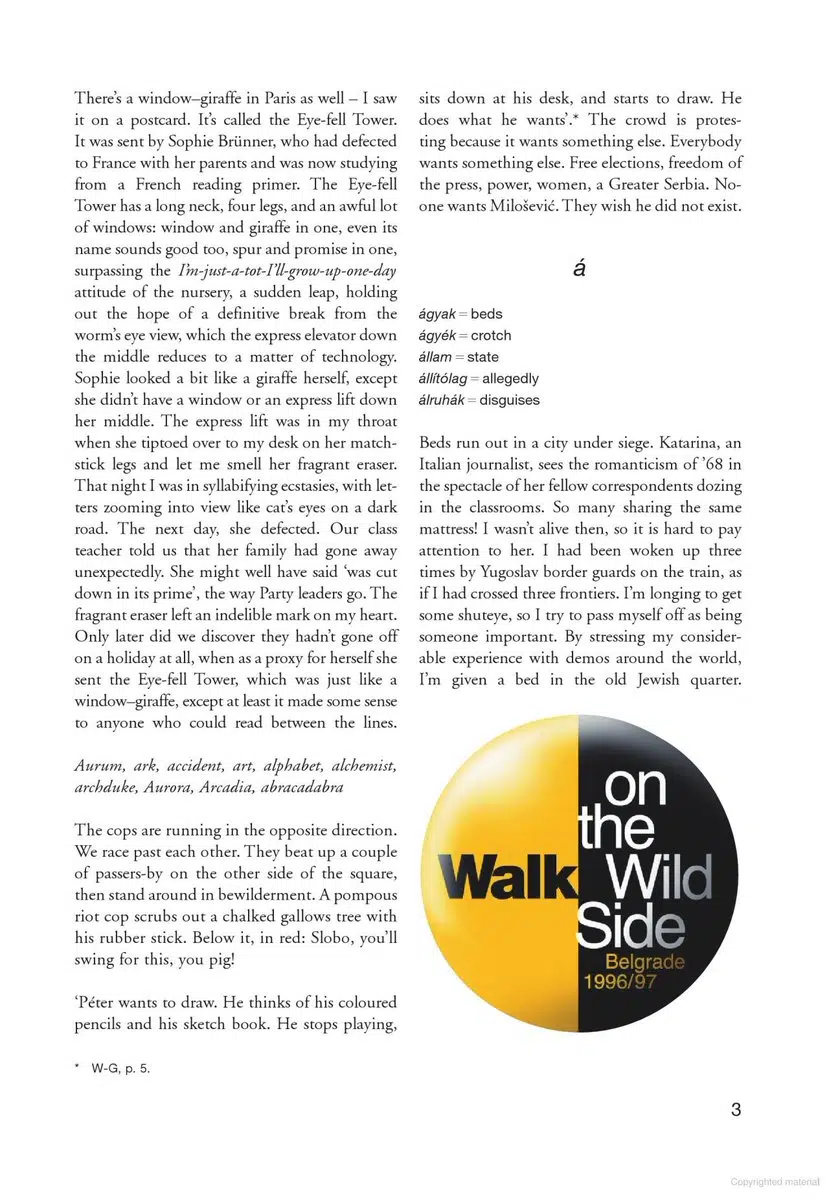 There's a window–giraffe in Paris as well – I saw
it on a postcard. It's called the Eye-fell Tower.
It was sent by Sophie Brünner, who had defected
to France with her parents and was now studying
from a French reading primer. The Eye-fell
Tower has a long neck, four legs, and an awful lot
of windows: window and giraffe in one, even its
name sounds good too, spur and promise in one,
surpassing the I'm-just-a-tot-I'll-grow-up-one-day
attitude of the nursery, a sudden leap, holding
out the hope of a definitive break from the
worm's eye view, which the express elevator down
the middle reduces to a matter of technology.
Sophie looked a bit like a giraffe herself, except
she didn't have a window or an express lift down
her middle. The express lift was in my throat
when she tiptoed over to my desk on her match-
stick legs and let me smell her fragrant eraser.
That night I was in syllabifying ecstasies, with let-
ters zooming into view like cat's eyes on a dark
road. The next day, she defected. Our class
teacher told us that her family had gone away
unexpectedly. She might well have said 'was cut
down in its prime', the way Party leaders go. The
fragrant eraser left an indelible mark on my heart.
Only later did we discover they hadn't gone off
on a holiday at all, when as a proxy for herself she
sent the Eye-fell Tower, which was just like a
window–giraffe, except at least it made some sense
to anyone who could read between the lines.
Aurum, ark, accident, art, alphabet, alchemist,
archduke, Aurora, Arcadia, abracadabra
The cops are running in the opposite direction.
We race past each other. They beat up a couple
of passers-by on the other side of the square,
then stand around in bewilderment. A pompous
riot cop scrubs out a chalked gallows tree with
his rubber stick. Below it, in red: Slobo, you'll
swing for this, you pig!
'Péter wants to draw. He thinks of his coloured
pencils and his sketch book. He stops playing,
* W-G, p. 5.
sits down at his desk, and starts to draw. He
does what he wants'.* The crowd is protes-
ting because it wants something else. Everybody
wants something else. Free elections, freedom of
the press, power, women, a Greater Serbia. No-
one wants Milošević. They wish he did not exist.
á
ágyak = beds
ágyék = crotch
állam = state
állítólag = allegedly
álruhák = disguises
Beds run out in a city under siege. Katarina, an
Italian journalist, sees the romanticism of '68 in
the spectacle of her fellow correspondents dozing
in the classrooms. So many sharing the same
mattress! I wasn't alive then, so it is hard to pay
attention to her. I had been woken up three
times by Yugoslav border guards on the train, as
if I had crossed three frontiers. I'm longing to get
some shuteye, so I try to pass myself off as being
someone important. By stressing my consider-
able experience with demos around the world,
I'm given a bed in the old Jewish quarter.
on
the
Walk Wild
Side
Belgrade
1996/97
3
Copyrighted material